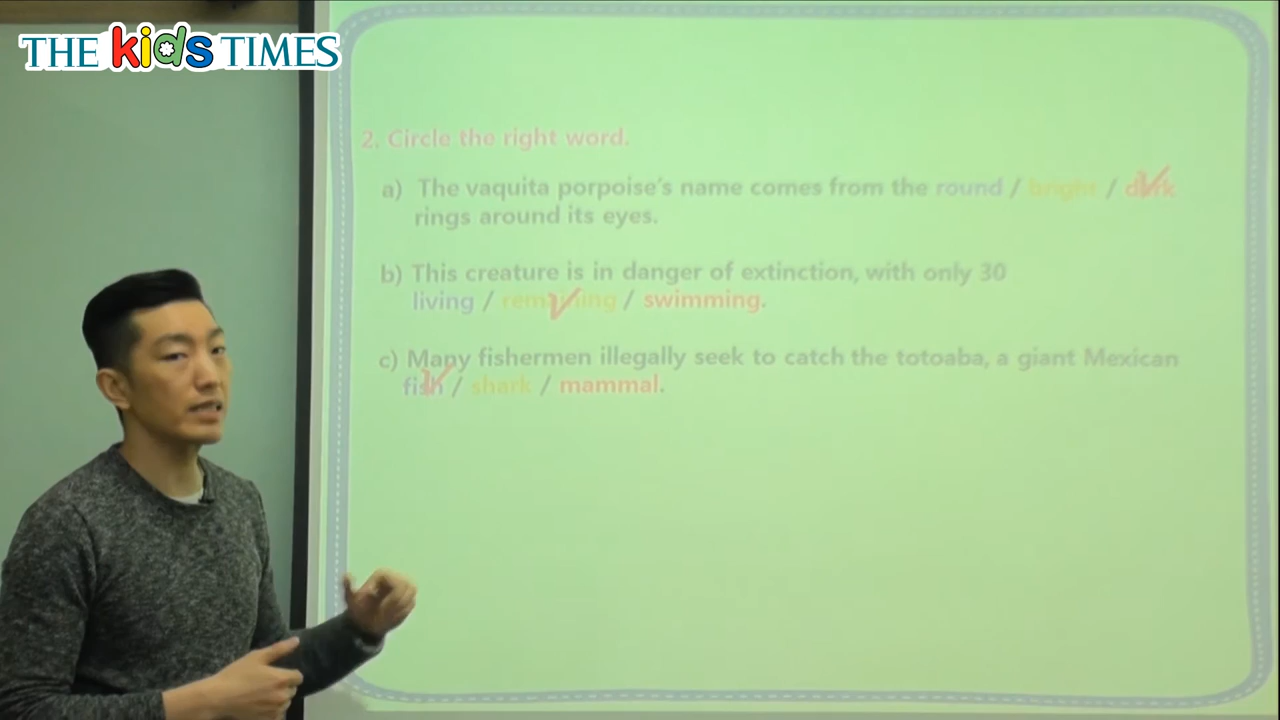 THE kids TIMES
2. Circle the right word.
a) The vaquita porpoise's name comes from the round / bright / dark
rings around its eyes.
b) This creature is in danger of extinction, with only 30
living / remaining / swimming.
c) Many fishermen illegally seek to catch the totoaba, a giant Mexican
fish / shark / mammal.